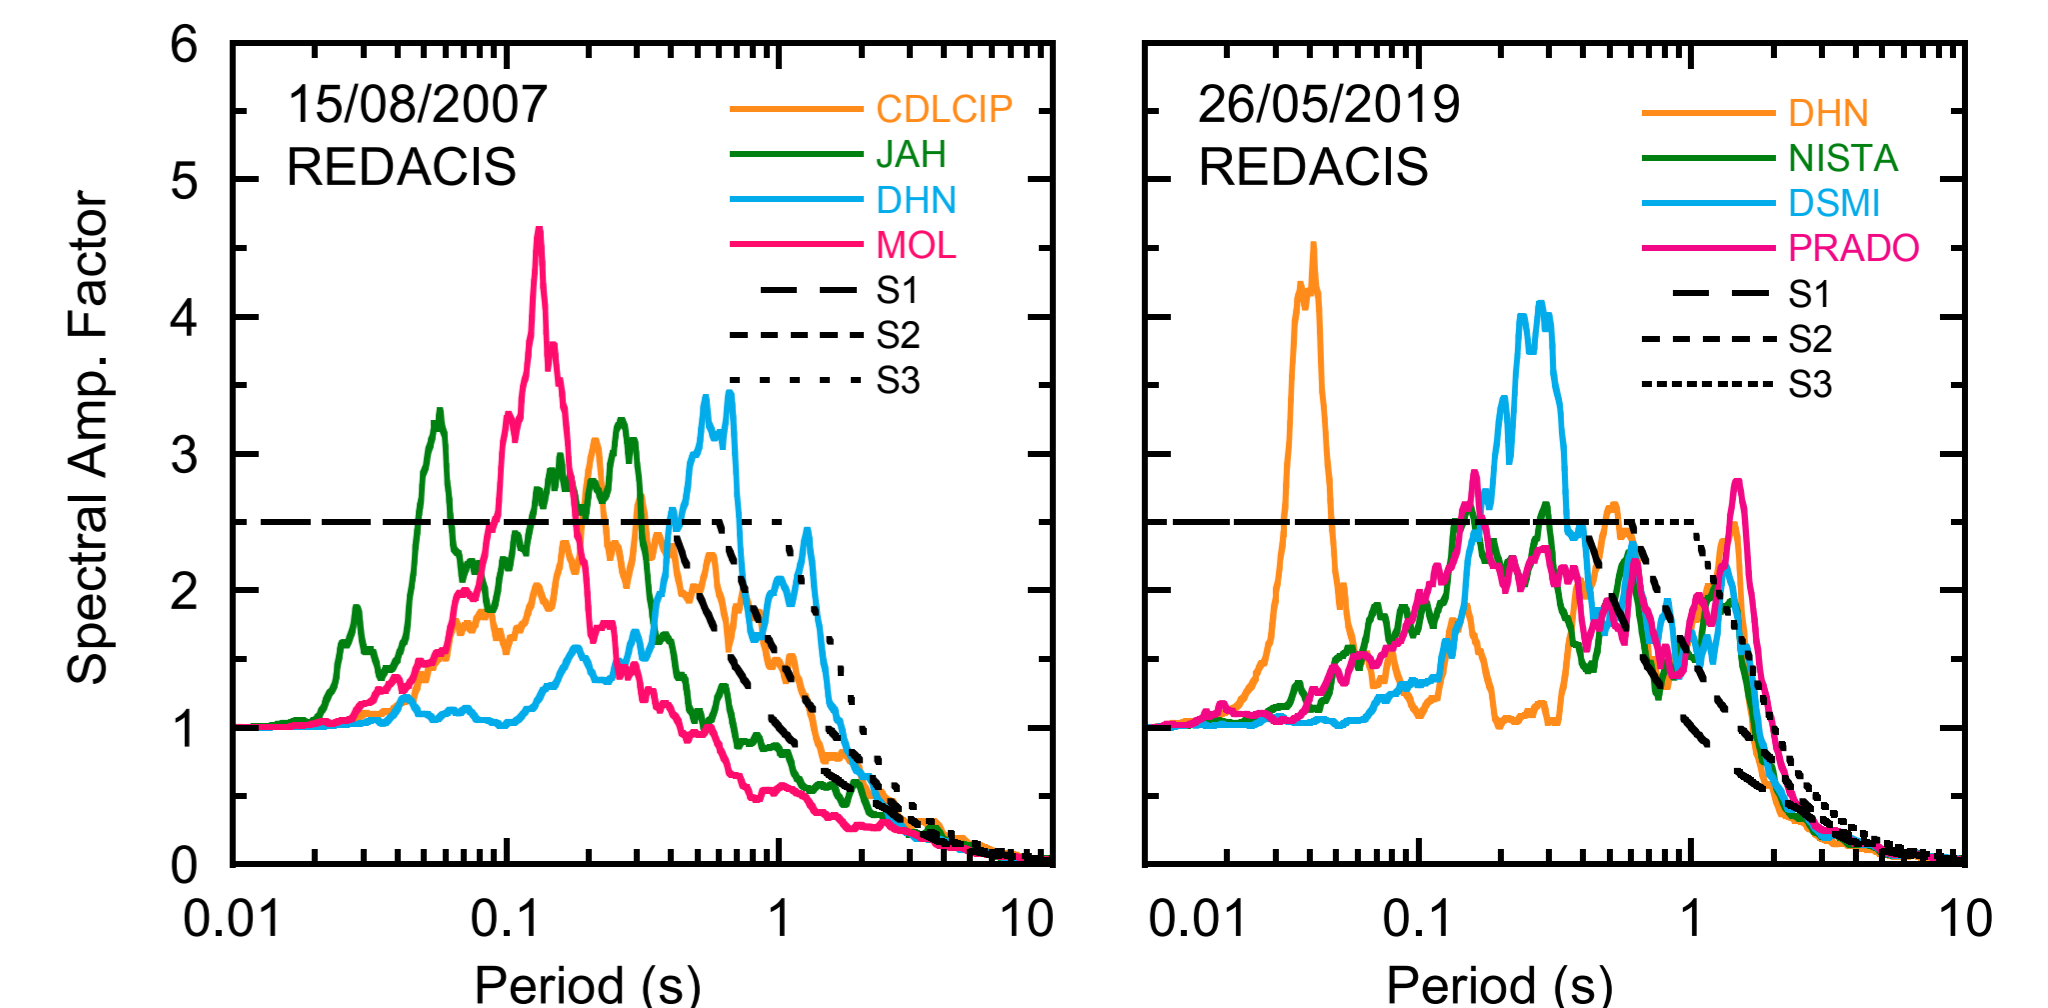 Spectral Amp. Factor
6
5
4
3
2
1
0
15/08/2007
REDACIS
CDLCIP
JAH
DHN
MOL
S1
S2
S3
0.01 0.1 1 10
Period (s)
26/05/2019
REDACIS
DHN
NISTA
DSMI
PRADO
S1
S2
S3
0.01 0.1 1 10
Period (s)